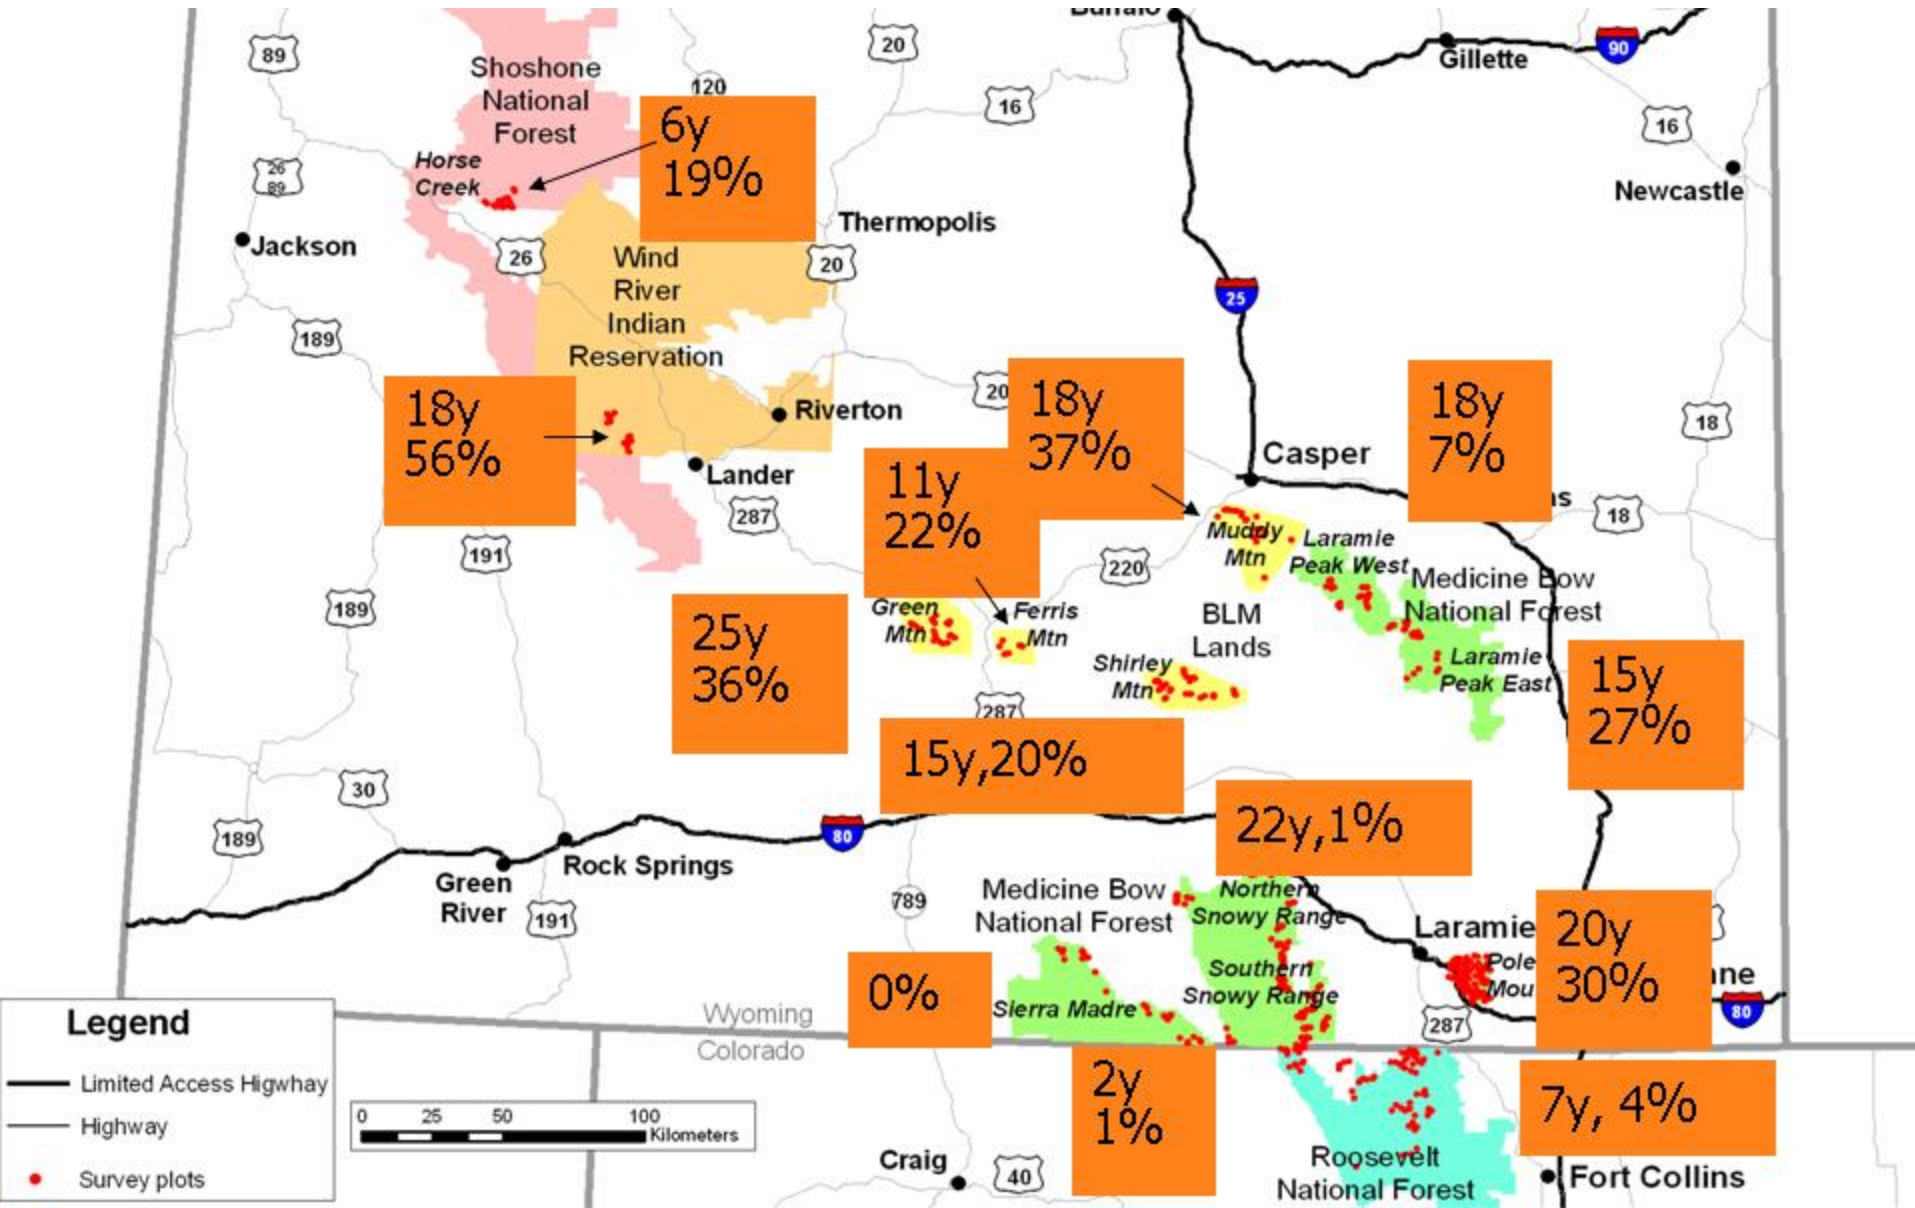 Buffalo
90
Gillette
89
20
Shoshone
National
Forest
120
16
16
6y
19%
Horse
Creek
26
89
Newcastle
Thermopolis
Jackson
26
Wind
River
Indian
Reservation
20
25
189
18y
56%
Riverton
20
18y
37%
18y
7%
18
Casper
Lander
11y
22%
287
18
191
Muddy
Mtn
Laramie
Peak West
220
Medicine Bow
National Forest
189
Green
Mtn
Ferris
Mtn
BLM
Lands
25y
36%
Shirley
Mtn
Laramie
Peak East
15y
27%
287
15y,20%
30
22y,1%
189
80
Rock Springs
Green
River
191
789
Medicine Bow
National Forest
Northern
Snowy Range
Laramie
20y
30%
Pole
Mou
ne
80
Southern
Snowy Range
0%
Sierra Madre
287
Wyoming
Colorado
Legend
Limited Access Higwhay
Highway
Survey plots
0 25 50 100
Kilometers
2y
1%
7y, 4%
Craig
40
Roosevelt
National Forest
Fort Collins